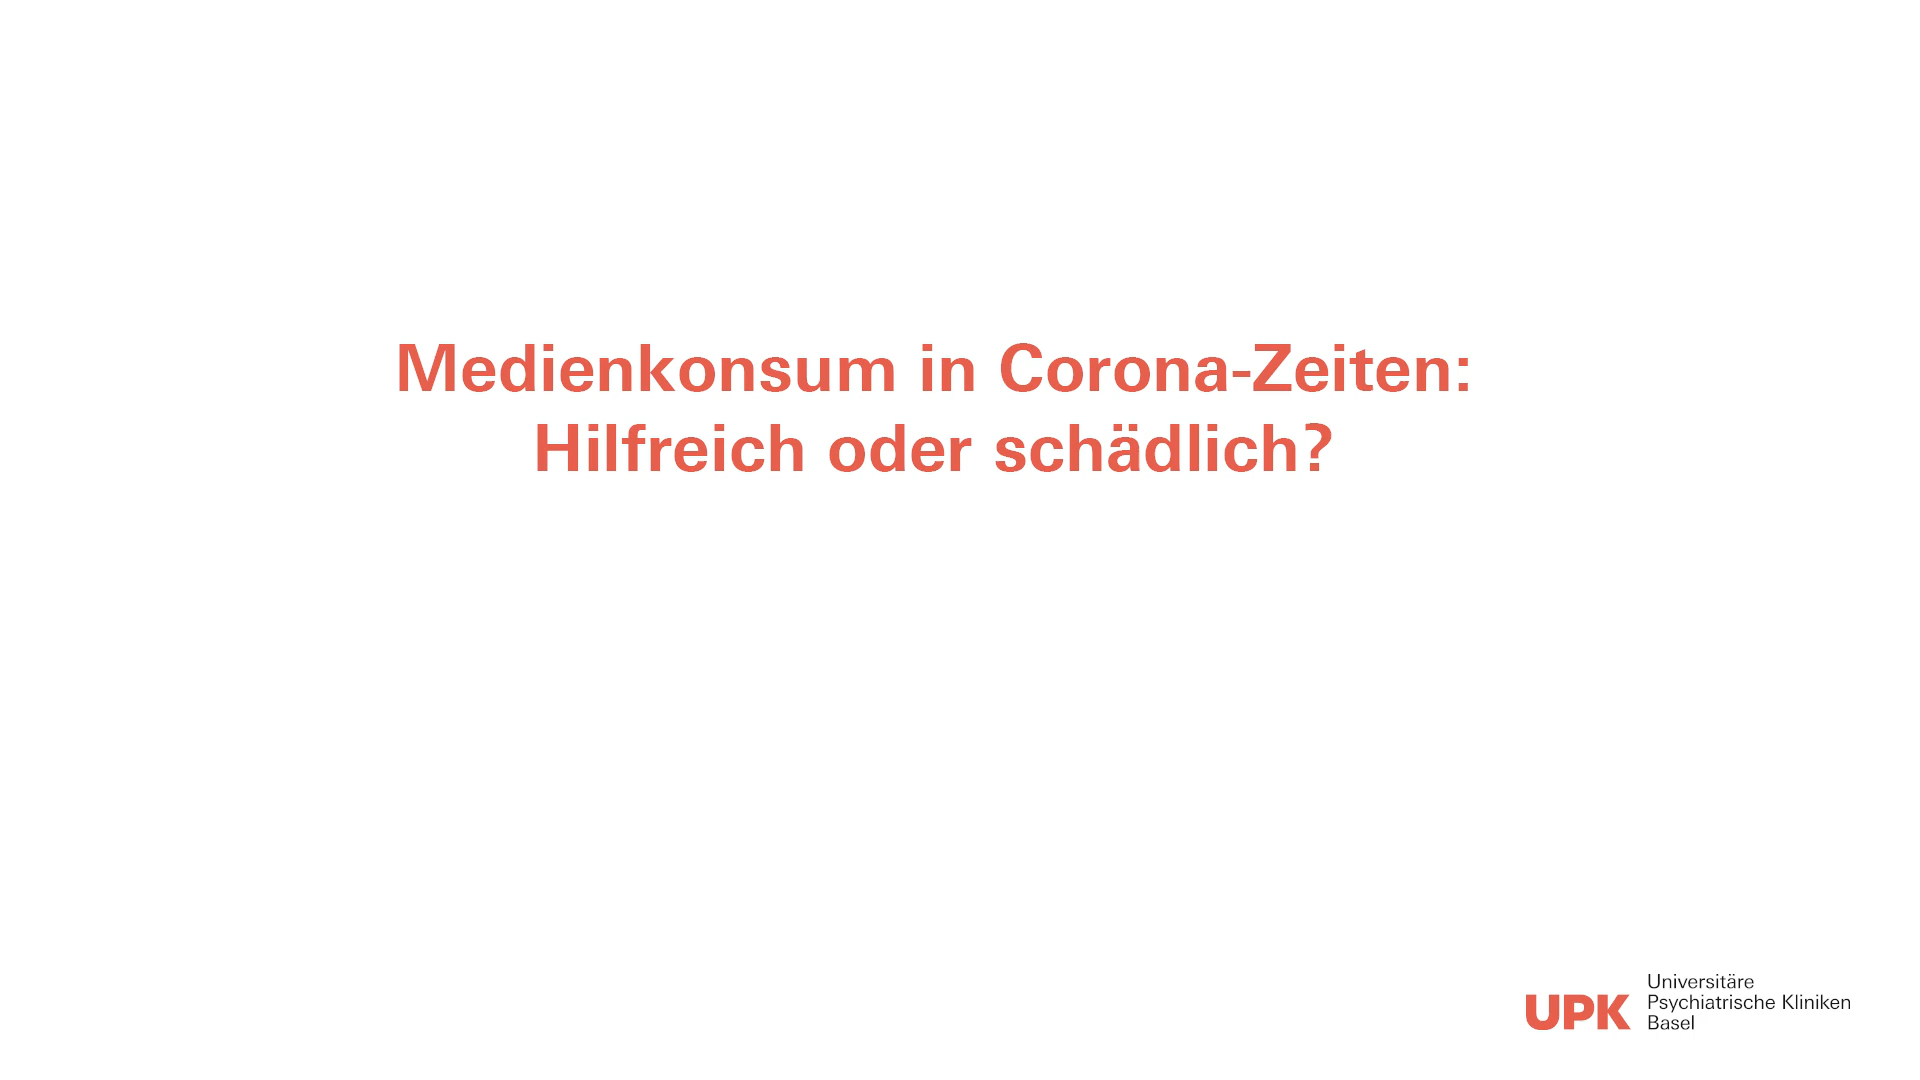 Medienkonsum in Corona-Zeiten:
Hilfreich oder schädlich?
UPK
Universitäre
Psychiatrische Kliniken
Basel